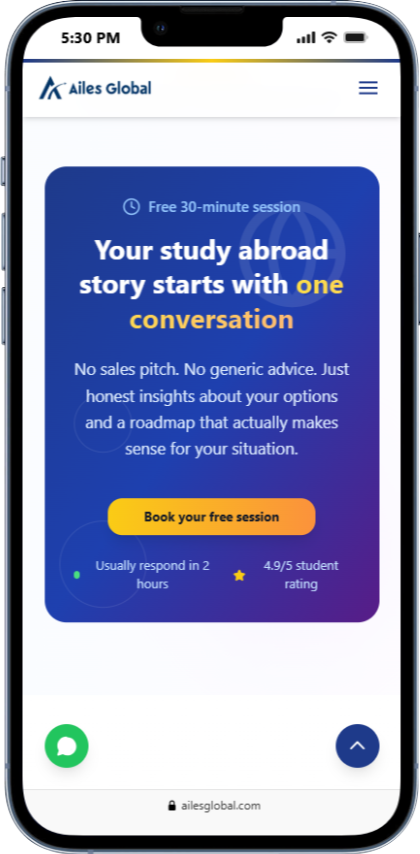 5:30 PM
Ailes Global
Free 30-minute session
Your study abroad
story starts with one
conversation
No sales pitch. No generic advice. Just
honest insights about your options
and a roadmap that actually makes
sense for your situation.
Book your free session
Usually respond in 2
hours
4.9/5 student
rating
ailesglobal.com